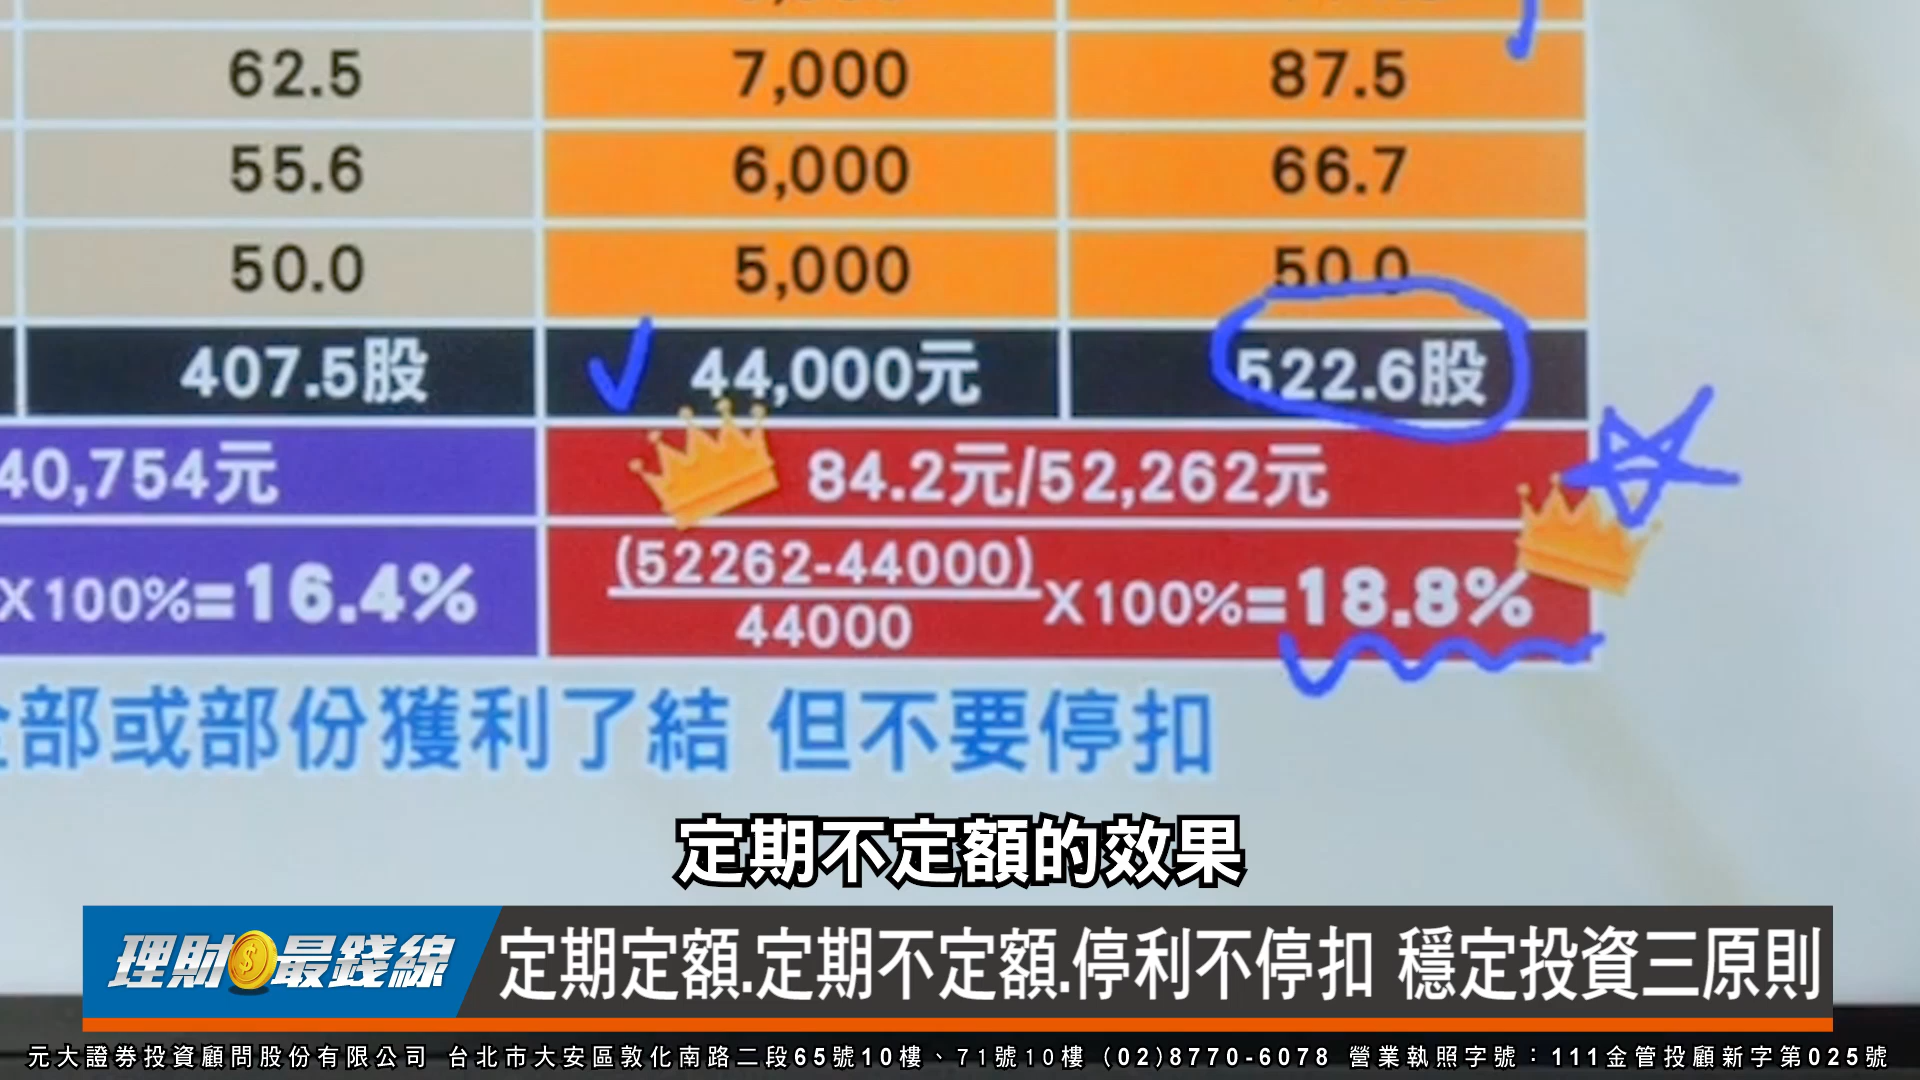 62.5 7,000 87.5
55.6 6,000 66.7
50.0 5,000 50.0
407.5股 44,000元 522.6股
40,754元 84.2元/52,262元
X100%=16.4% (52262-44000)
44000
X100%=18.8%
部或部份獲利了結 但不要停扣
定期不定額的效果
理財最錢線 定期定額.定期不定額.停利不停扣 穩定投資三原則
元大證券投資顧問股份有限公司 台北市大安區敦化南路二段65號10樓、71號10樓 (02)8770-6078 營業執照字號：111金管投顧新字第025號